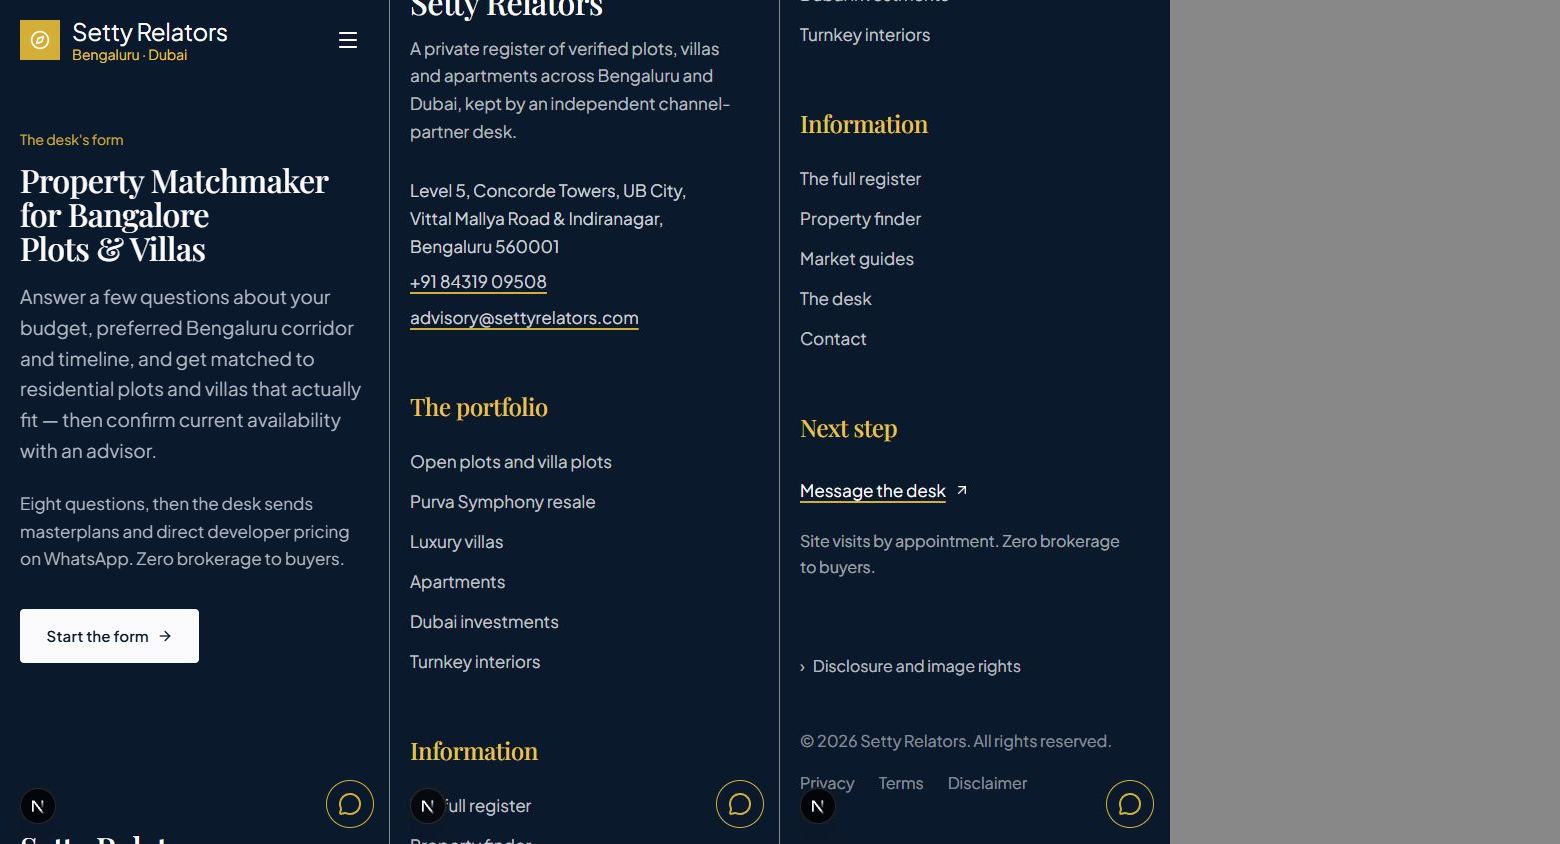 Setty Relators
Bengaluru · Dubai
The desk's form
Property Matchmaker
for Bangalore
Plots & Villas
Answer a few questions about your
budget, preferred Bengaluru corridor
and timeline, and get matched to
residential plots and villas that actually
fit — then confirm current availability
with an advisor.
Eight questions, then the desk sends
masterplans and direct developer pricing
on WhatsApp. Zero brokerage to buyers.
Start the form →
N
Setty Relators
A private register of verified plots, villas
and apartments across Bengaluru and
Dubai, kept by an independent channel-
partner desk.
Level 5, Concorde Towers, UB City,
Vittal Mallya Road & Indiranagar,
Bengaluru 560001
+91 84319 09508
advisory@settyrelators.com
The portfolio
Open plots and villa plots
Purva Symphony resale
Luxury villas
Apartments
Dubai investments
Turnkey interiors
Information
N
full register
Property finder
Dubai investments
Turnkey interiors
Information
The full register
Property finder
Market guides
The desk
Contact
Next step
Message the desk ↗
Site visits by appointment. Zero brokerage
to buyers.
› Disclosure and image rights
© 2026 Setty Relators. All rights reserved.
Privacy Terms Disclaimer
N